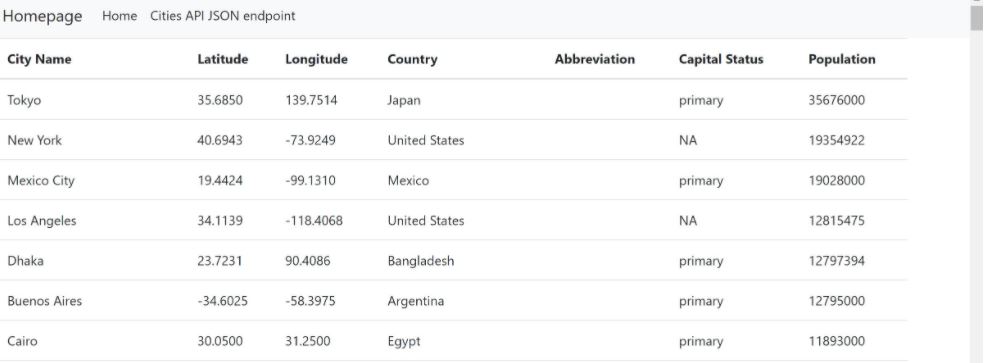 Homepage Home Cities API JSON endpoint
City Name Latitude Longitude Country Abbreviation Capital Status Population
Tokyo 35.6850 139.7514 Japan primary 35676000
New York 40.6943 -73.9249 United States NA 19354922
Mexico City 19.4424 -99.1310 Mexico primary 19028000
Los Angeles 34.1139 -118.4068 United States NA 12815475
Dhaka 23.7231 90.4086 Bangladesh primary 12797394
Buenos Aires -34.6025 -58.3975 Argentina primary 12795000
Cairo 30.0500 31.2500 Egypt primary 11893000